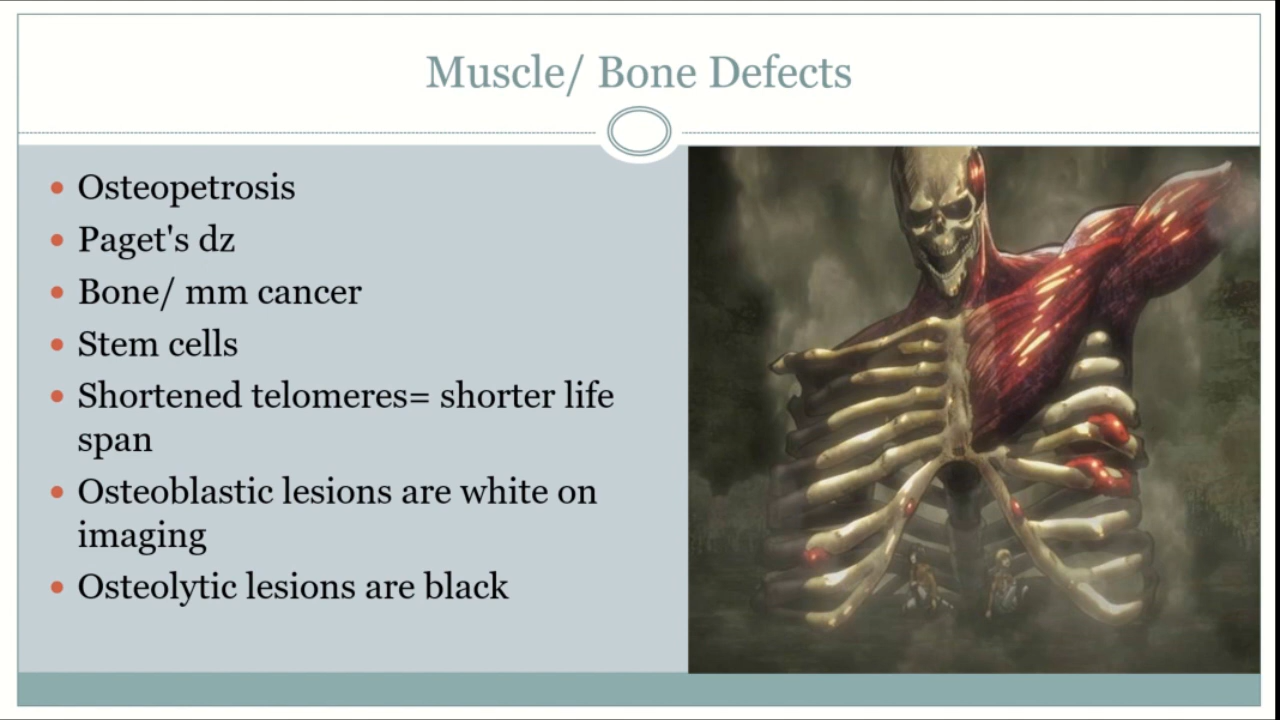 Muscle/ Bone Defects
Osteopetrosis
Paget's dz
Bone/ mm cancer
Stem cells
Shortened telomeres= shorter life
span
Osteoblastic lesions are white on
imaging
Osteolytic lesions are black